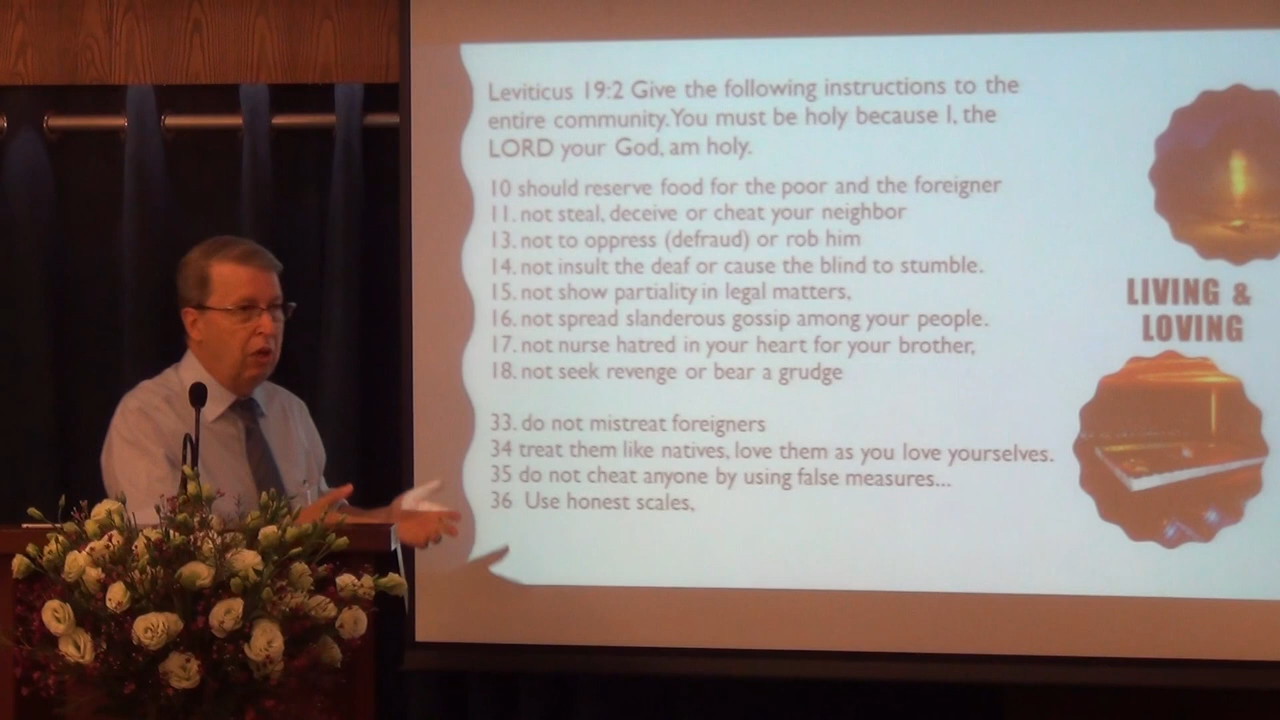 Leviticus 19:2 Give the following instructions to the
entire community. You must be holy because I, the
LORD your God, am holy.
10 should reserve food for the poor and the foreigner
11. not steal, deceive or cheat your neighbor
13. not to oppress (defraud) or rob him
14. not insult the deaf or cause the blind to stumble.
15. not show partiality in legal matters,
16. not spread slanderous gossip among your people.
17. not nurse hatred in your heart for your brother,
18. not seek revenge or bear a grudge
33. do not mistreat foreigners
34 treat them like natives, love them as you love yourselves.
35 do not cheat anyone by using false measures...
36 Use honest scales,
LIVING &
LOVING